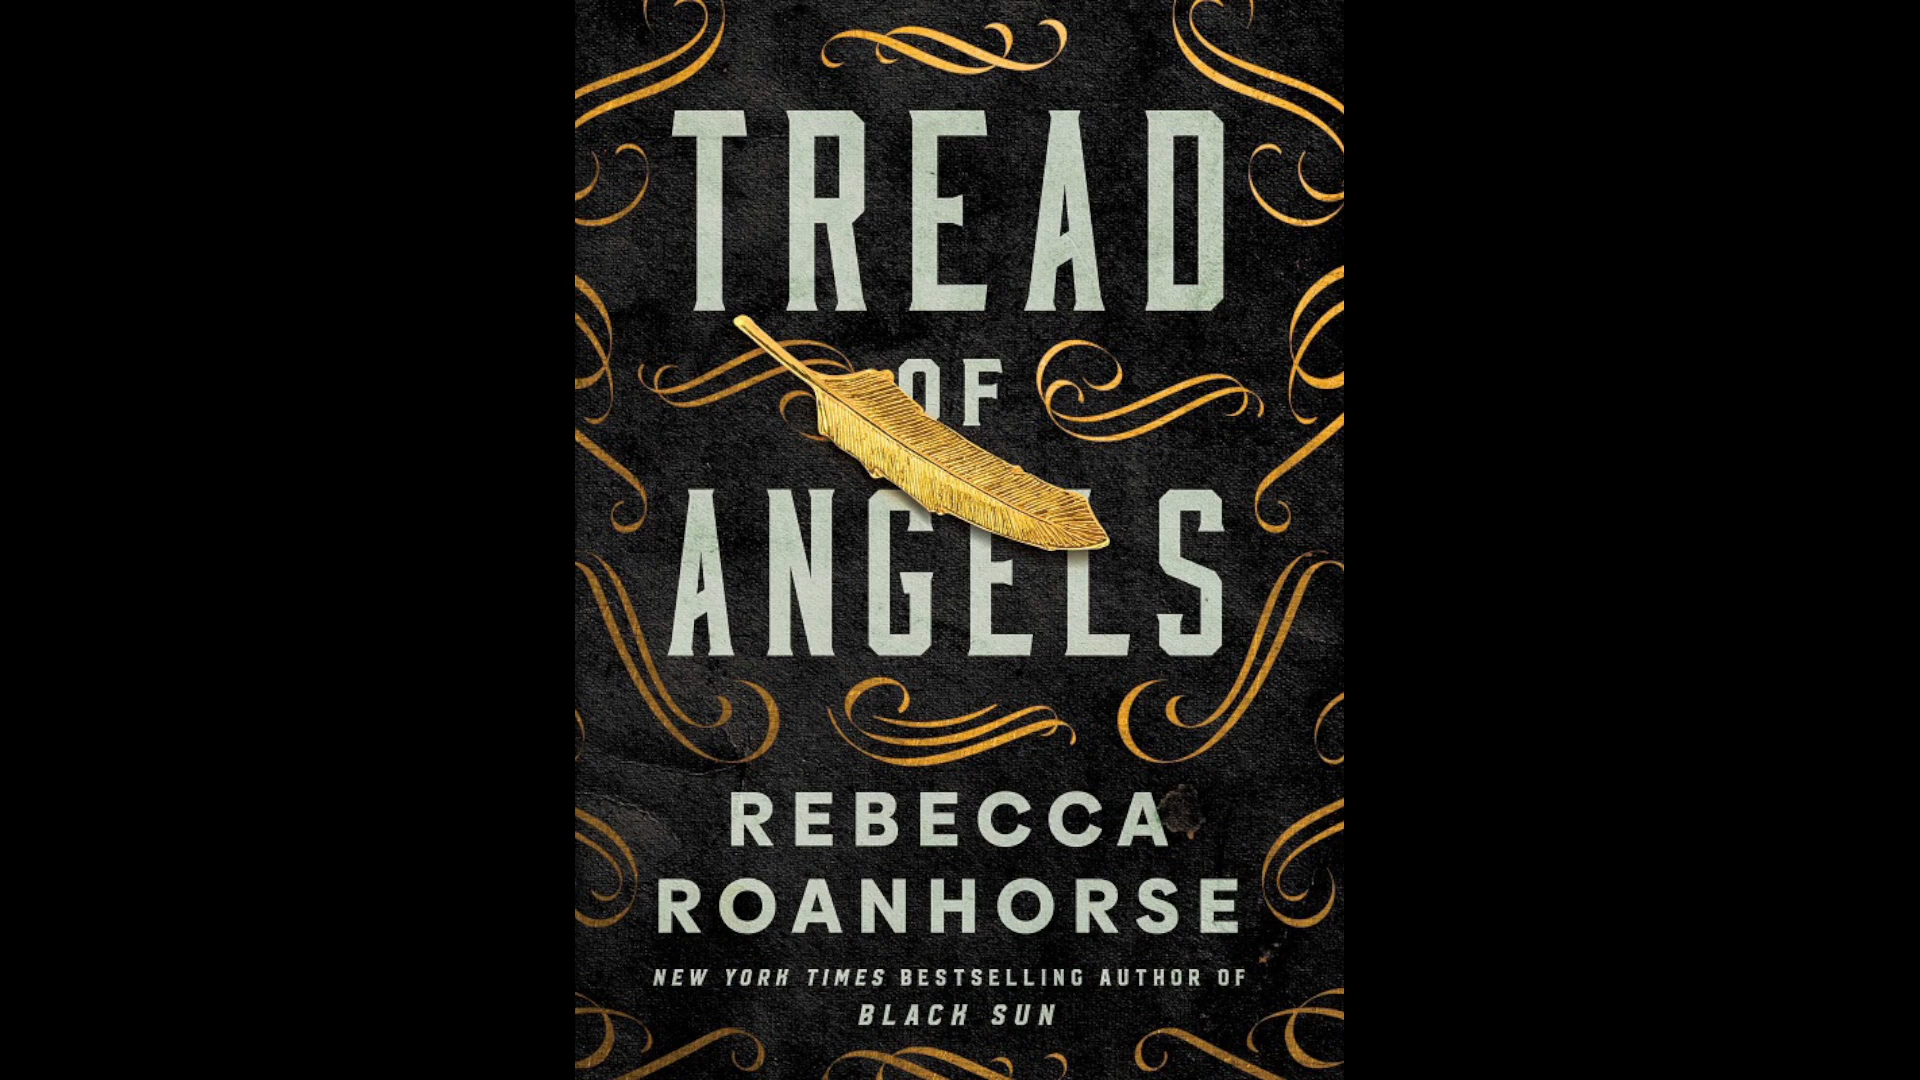 TREAD
OF
ANGELS
REBECCA
ROANHORSE
NEW YORK TIMES BESTSELLING AUTHOR OF
BLACK SUN